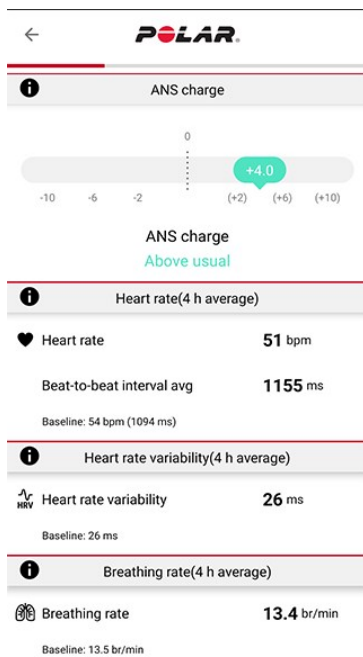 POLAR.
ANS charge
0
+4.0
-10 -6 -2 (+2) (+6) (+10)
ANS charge
Above usual
Heart rate(4 h average)
Heart rate 51 bpm
Beat-to-beat interval avg 1155 ms
Baseline: 54 bpm (1094 ms)
Heart rate variability(4 h average)
HRV Heart rate variability 26 ms
Baseline: 26 ms
Breathing rate(4 h average)
Breathing rate 13.4 br/min
Baseline: 13.5 br/min